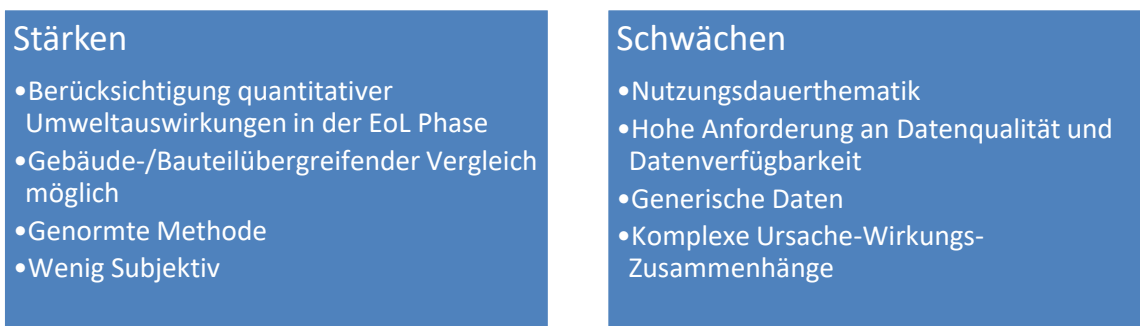 Stärken
•Berücksichtigung quantitativer
Umweltauswirkungen in der EoL Phase
•Gebäude-/Bauteilübergreifender Vergleich
möglich
•Genormte Methode
•Wenig Subjektiv
Schwächen
•Nutzungsdauerthematik
•Hohe Anforderung an Datenqualität und
Datenverfügbarkeit
•Generische Daten
•Komplexe Ursache-Wirkungs-
Zusammenhänge